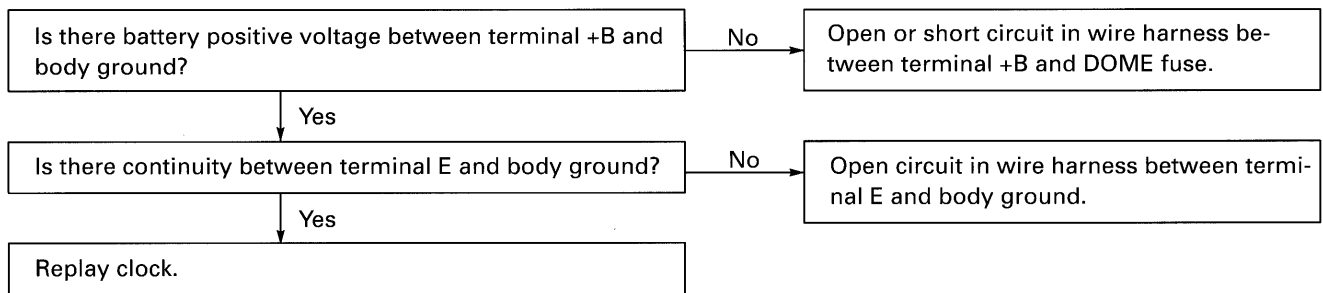 Is there battery positive voltage between terminal +B and
body ground?
No
Open or short circuit in wire harness be-
tween terminal +B and DOME fuse.
Yes
Is there continuity between terminal E and body ground?
No
Open circuit in wire harness between termi-
nal E and body ground.
Yes
Replay clock.